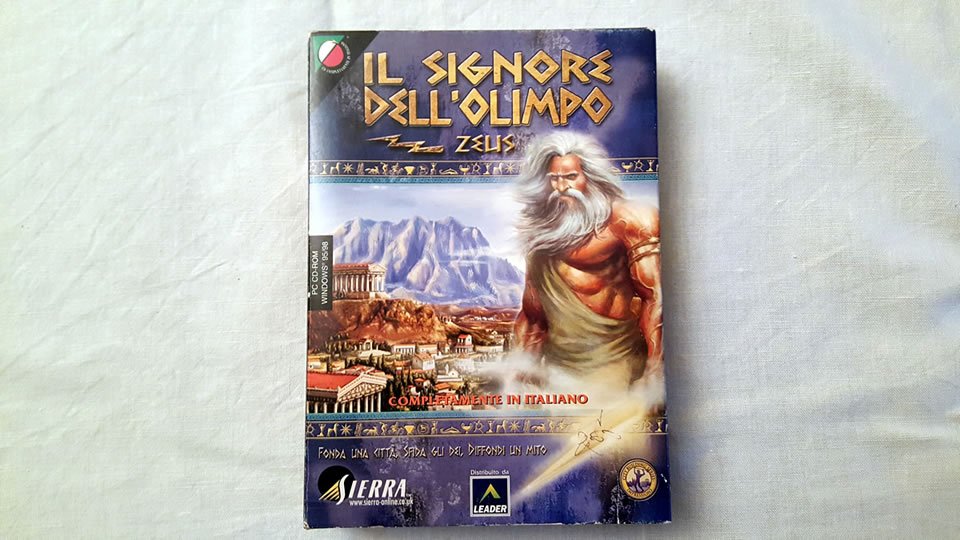 IL SIGNORE
DELL'OLIMPO
ZEUS
PC CD-ROM
WINDOWS® 95/98
COMPLETAMENTE IN ITALIANO
FONDA UNA CITTÀ, SFIDA GLI DEI, DIFFONDI UN MITO
SIERRA
www.sierra-online.co.uk
Distribuito da
LEADER